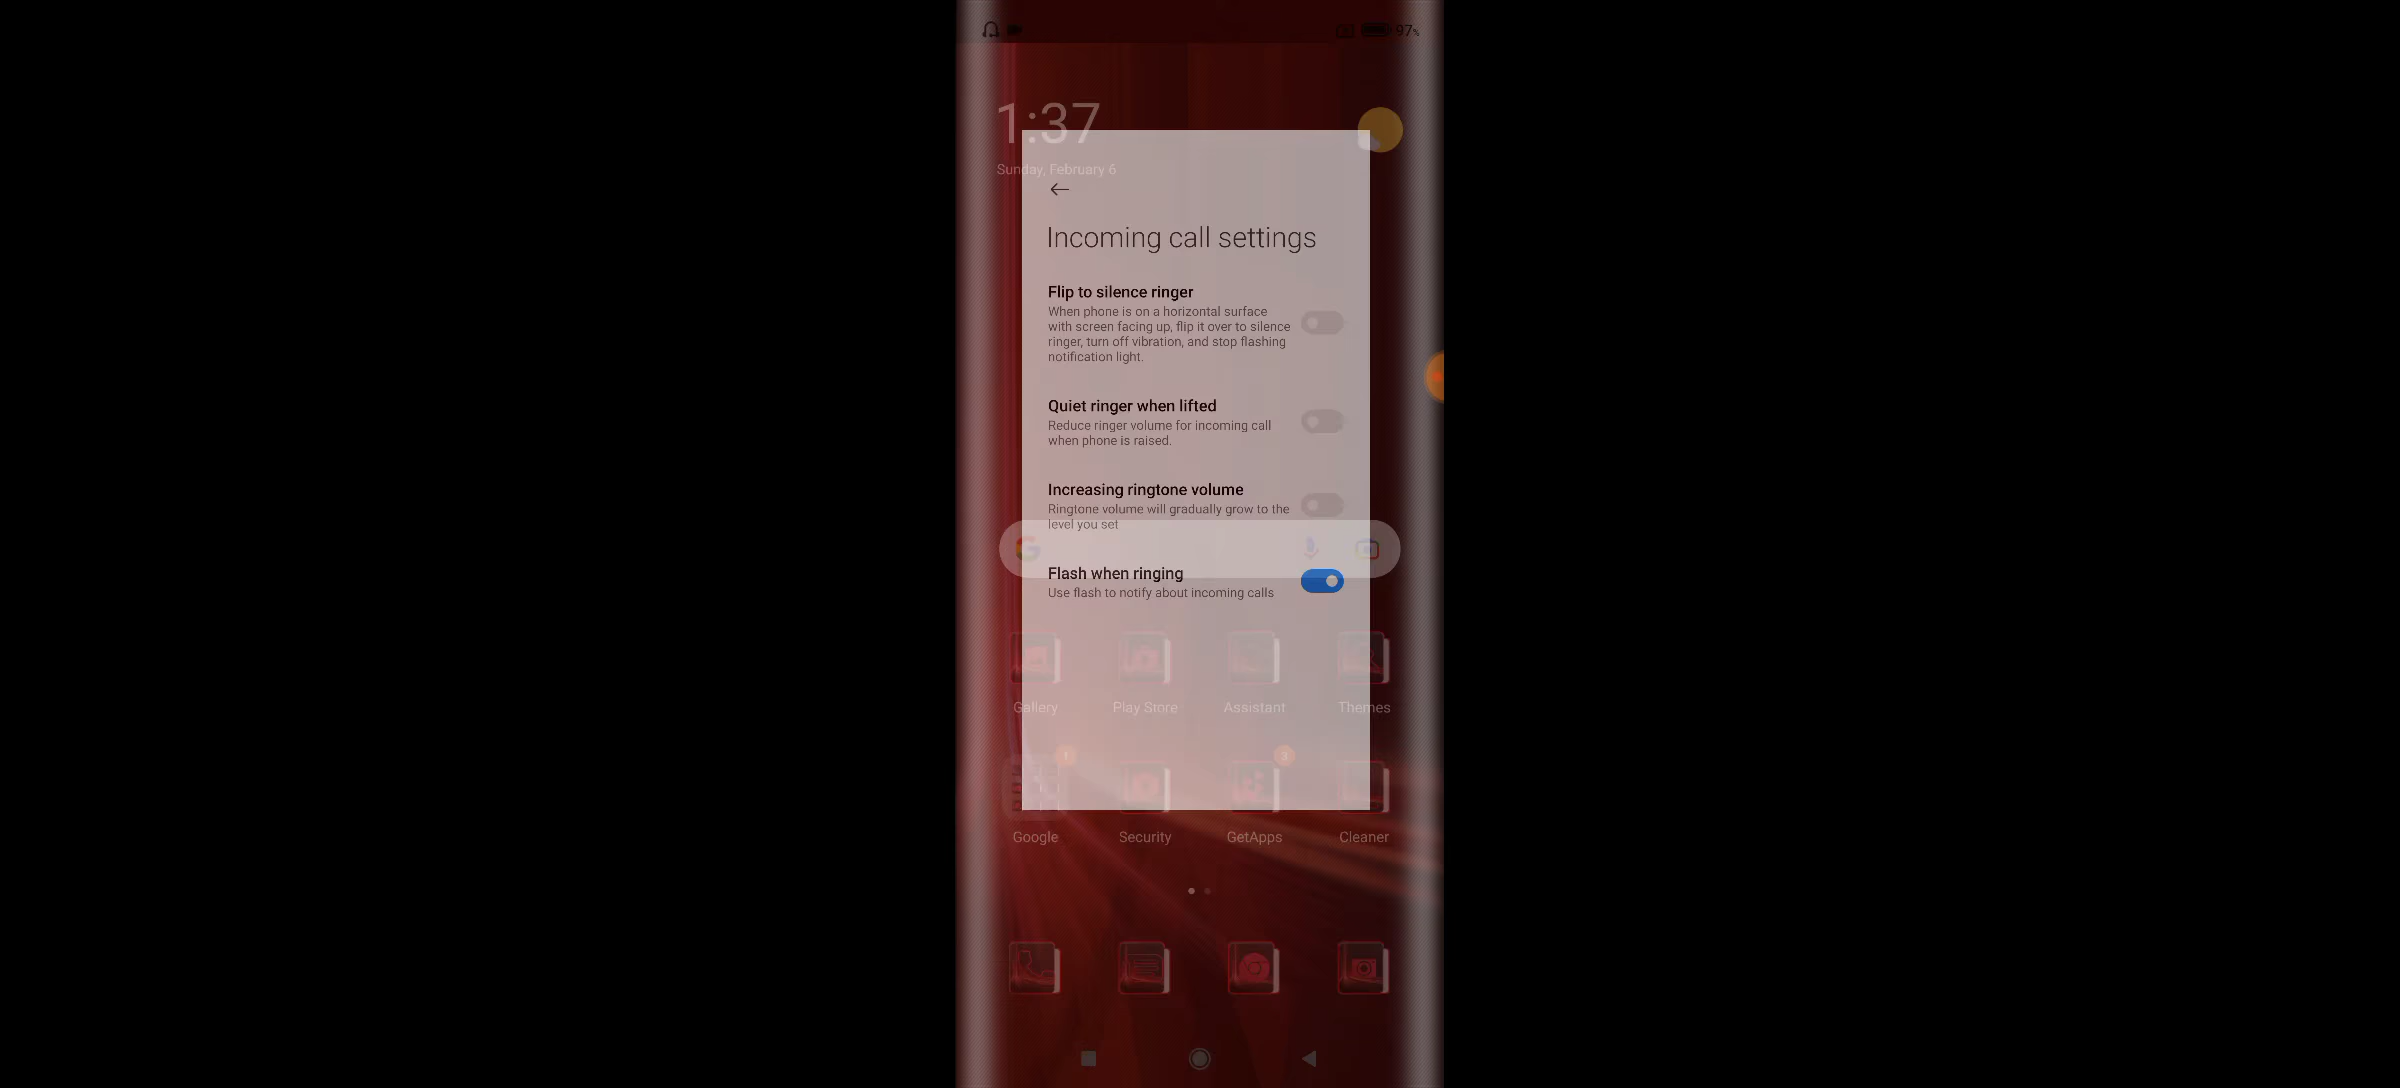 97%
1:37
Sunday, February 6
Incoming call settings
Flip to silence ringer
When phone is on a horizontal surface
with screen facing up, flip it over to silence
ringer, turn off vibration, and stop flashing
notification light.
Quiet ringer when lifted
Reduce ringer volume for incoming call
when phone is raised.
Increasing ringtone volume
Ringtone volume will gradually grow to the
level you set
Flash when ringing
Use flash to notify about incoming calls
Gallery Play Store Assistant Themes
1 3
Google Security GetApps Cleaner